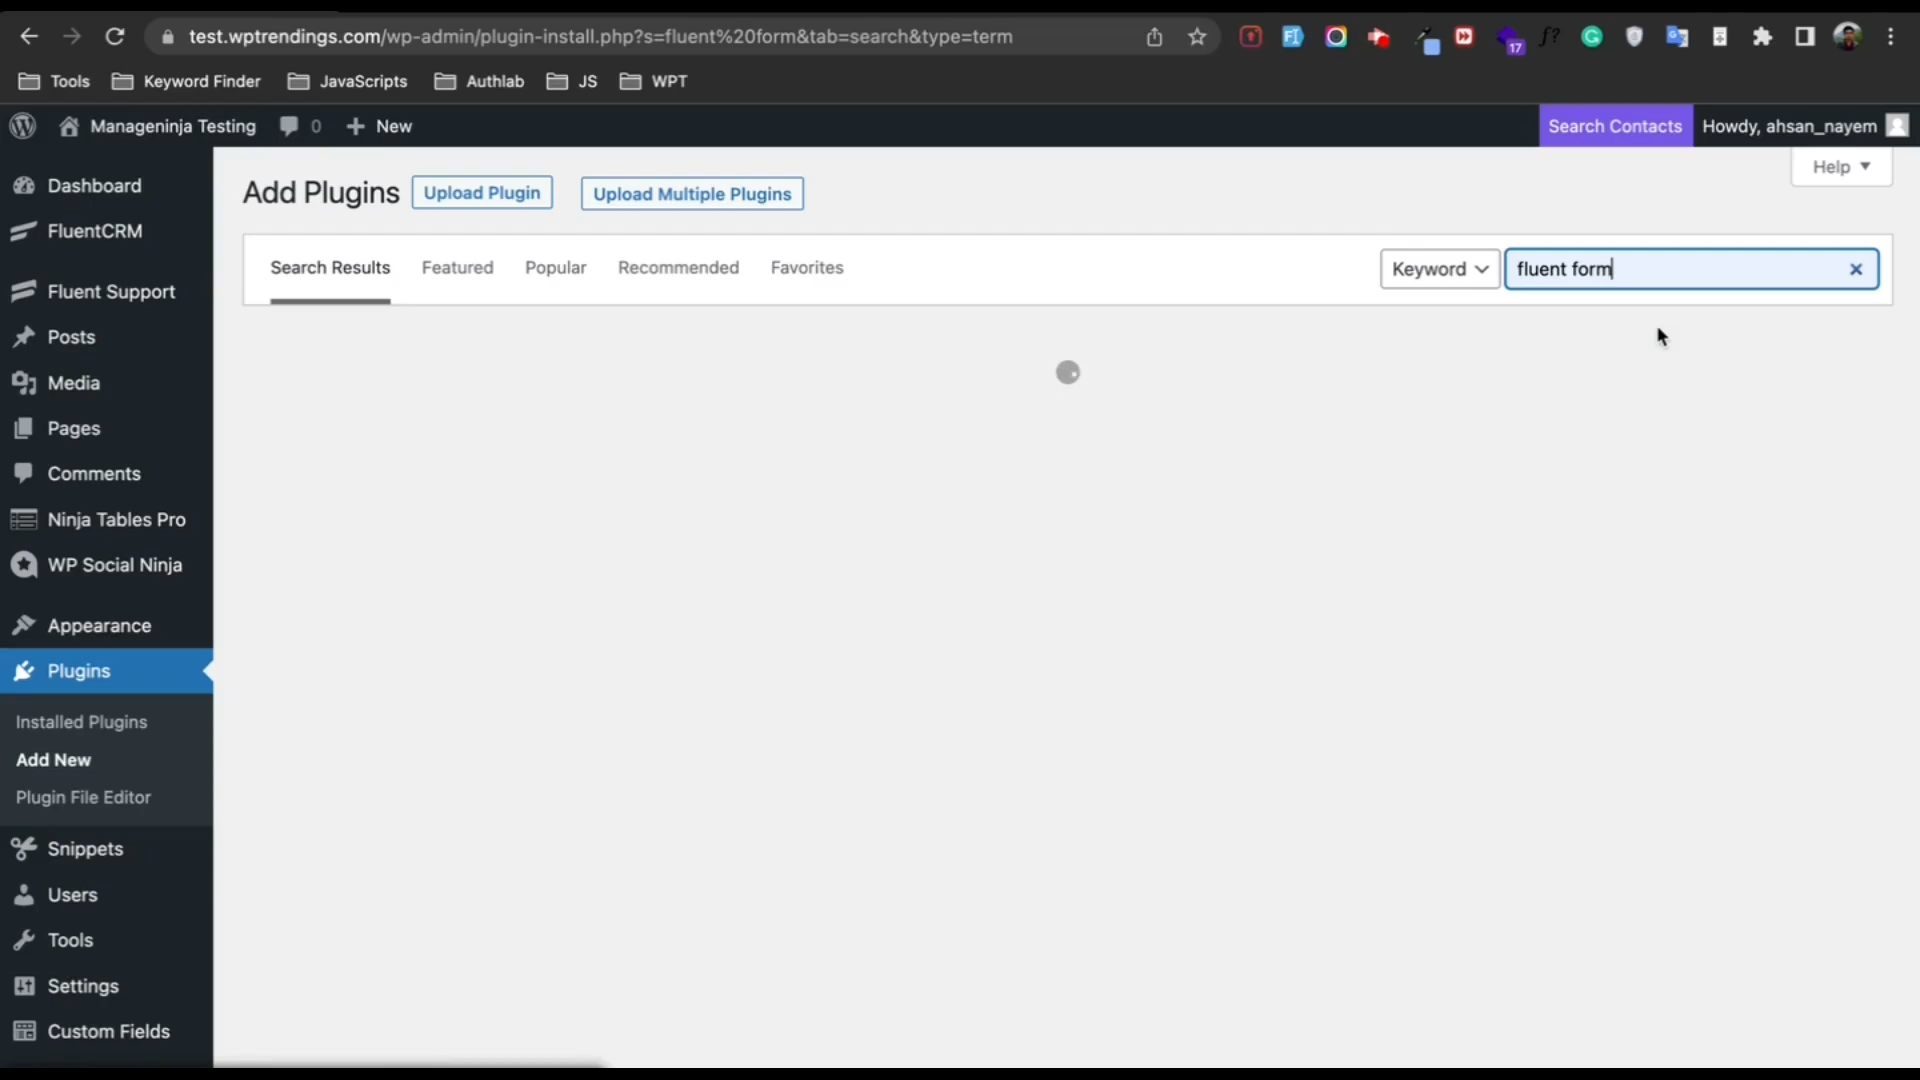 test.wptrendings.com/wp-admin/plugin-install.php?s=fluent%20form&tab=search&type=term
17
Tools Keyword Finder JavaScripts Authlab JS WPT
Manageninja Testing 0 + New Search Contacts Howdy, ahsan_nayem
Help
Add Plugins Upload Plugin Upload Multiple Plugins
Search Results Featured Popular Recommended Favorites Keyword fluent form
Dashboard
FluentCRM
Fluent Support
Posts
Media
Pages
Comments
Ninja Tables Pro
WP Social Ninja
Appearance
Plugins
Installed Plugins
Add New
Plugin File Editor
Snippets
Users
Tools
Settings
Custom Fields